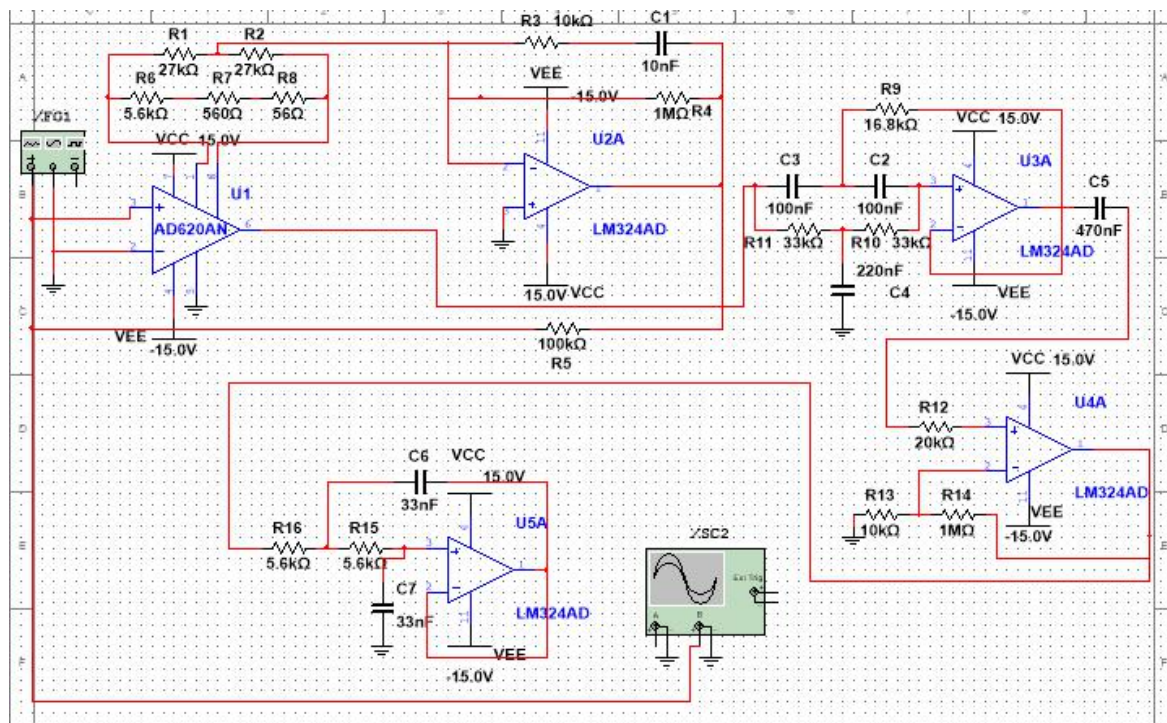 R3 10kΩ
C1
10nF
R1
R2
27kΩ
27kΩ
R6
R7
R8
5.6kΩ
560Ω
56Ω
VEE
-15.0V
1MΩ
R4
XFG1
VCC 15.0V
U1
AD620AN
VEE
-15.0V
U2A
LM324AD
15.0V VCC
R9
16.8kΩ
VCC 15.0V
U3A
C3
C2
100nF
100nF
R11 33kΩ
R10 33kΩ
LM324AD
C5
470nF
220nF
C4
VEE
-15.0V
100kΩ
R5
VCC 15.0V
U4A
R12
20kΩ
LM324AD
R13
R14
10kΩ
1MΩ
VEE
-15.0V
C6
VCC
15.0V
33nF
U5A
R16
R15
5.6kΩ
5.6kΩ
C7
33nF
LM324AD
VEE
-15.0V
XSC2
Ext Trig
A
B